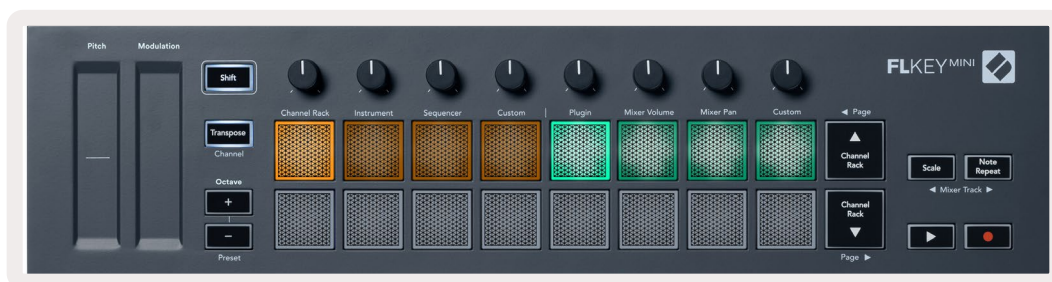 Pitch
Modulation
Shift
FLKEY MINI
Channel Rack
Instrument
Sequencer
Custom
Plugin
Mixer Volume
Mixer Pan
Custom
◄ Page
Transpose
Channel
▲
Channel
Rack
Scale
Note
Repeat
◄ Mixer Track ►
Octave
+
−
Preset
Channel
Rack
▼
Page ►